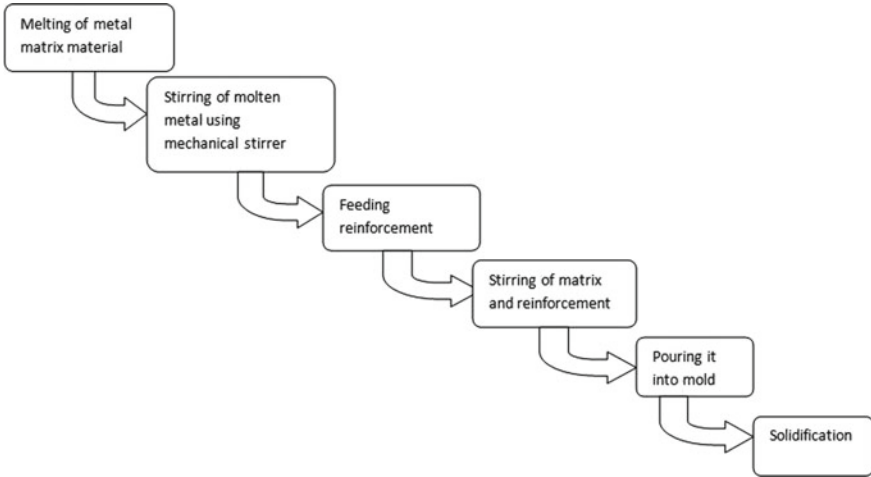 Melting of metal
matrix material
Stirring of molten
metal using
mechanical stirrer
Feeding
reinforcement
Stirring of matrix
and reinforcement
Pouring it
into mold
Solidification